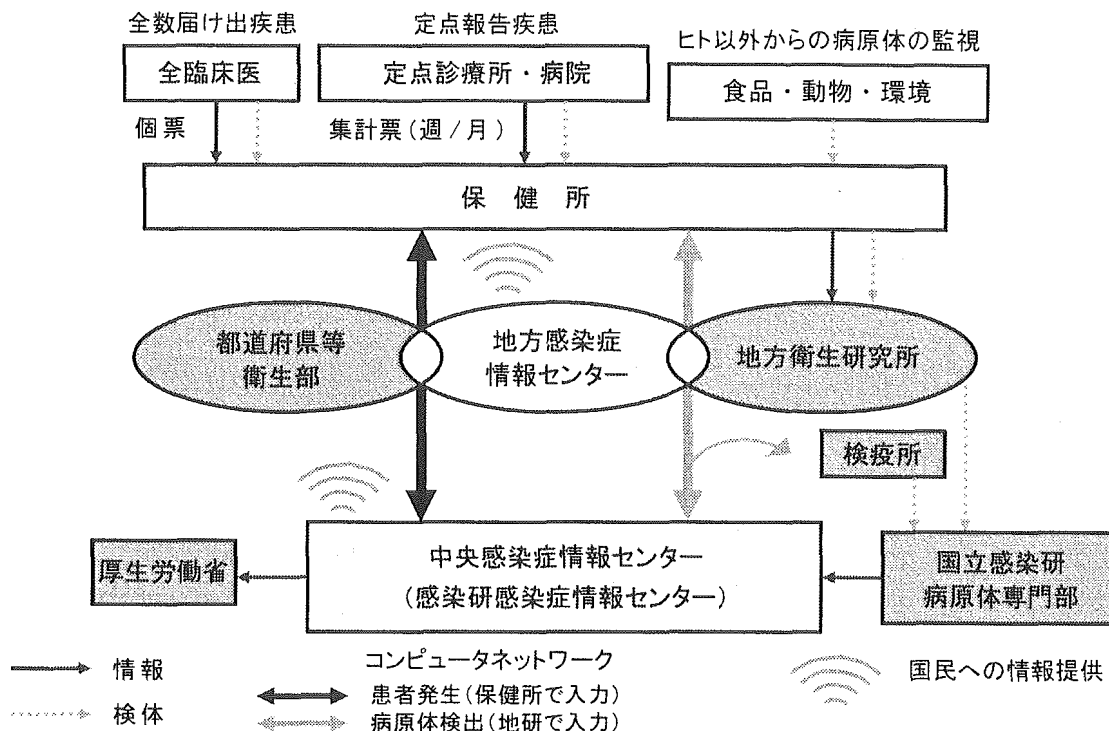 全数届け出疾患
定点報告疾患
ヒト以外からの病原体の監視
全臨床医
定点診療所・病院
食品・動物・環境
個票
集計票(週/月)
保健所
都道府県等
衛生部
地方感染症
情報センター
地方衛生研究所
検疫所
厚生労働省
中央感染症情報センター
(感染研感染症情報センター)
国立感染研
病原体専門部
情報
検体
コンピュータネットワーク
患者発生(保健所で入力)
病原体検出(地研で入力)
国民への情報提供